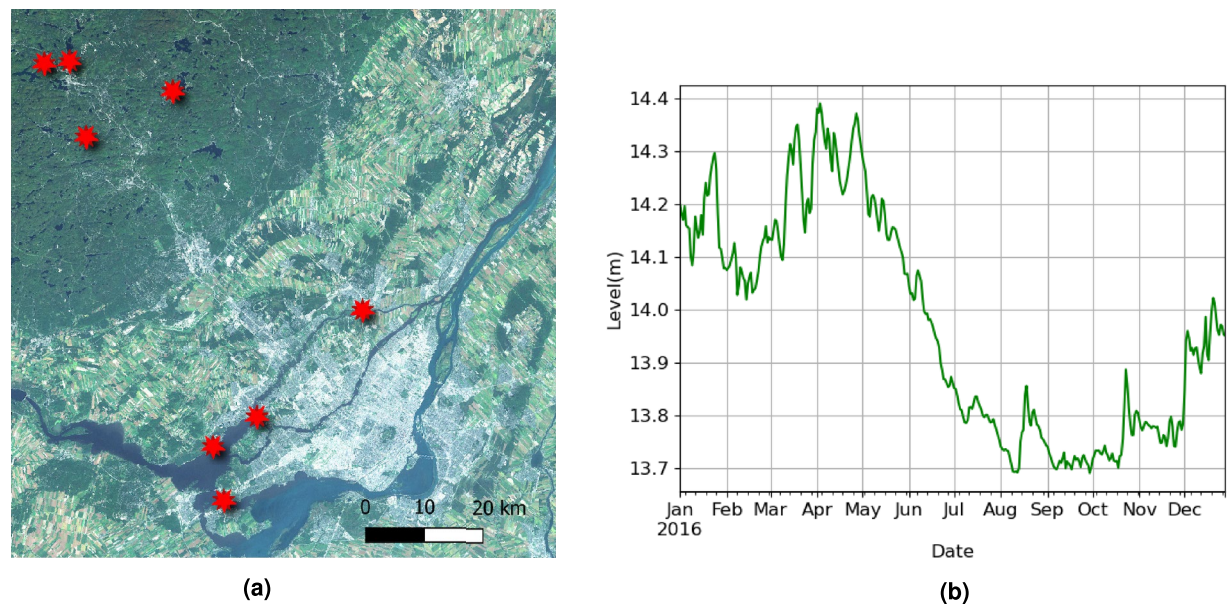 0 10 20 km
(a)
14.4
14.3
14.2
14.1
14.0
13.9
13.8
13.7
Level(m)
Jan Feb Mar Apr May Jun Jul Aug Sep Oct Nov Dec
2016
Date
(b)